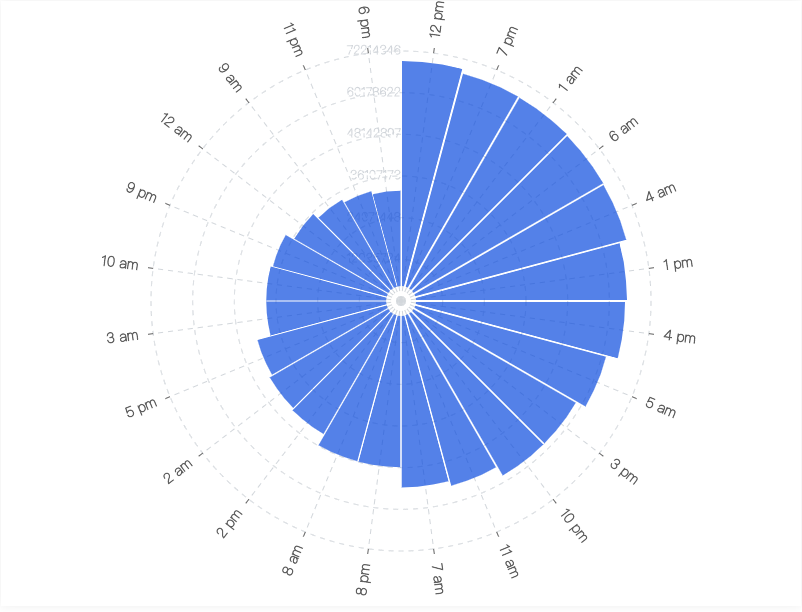 12 pm
7 pm
1 am
6 am
4 am
1 pm
4 pm
5 am
3 pm
10 pm
11 am
7 am
8 pm
8 am
2 pm
2 am
5 pm
3 am
10 am
9 pm
12 am
9 am
11 pm
6 pm